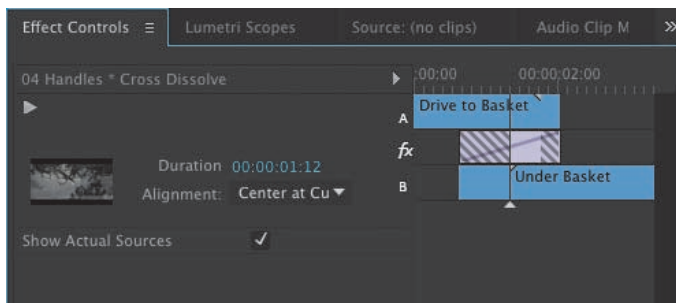 Effect Controls Lumetri Scopes Source: (no clips) Audio Clip M
04 Handles * Cross Dissolve :00:00 00:00:02:00
A Drive to Basket
fx
Duration 00:00:01:12
B Under Basket
Alignment: Center at Cu
Show Actual Sources